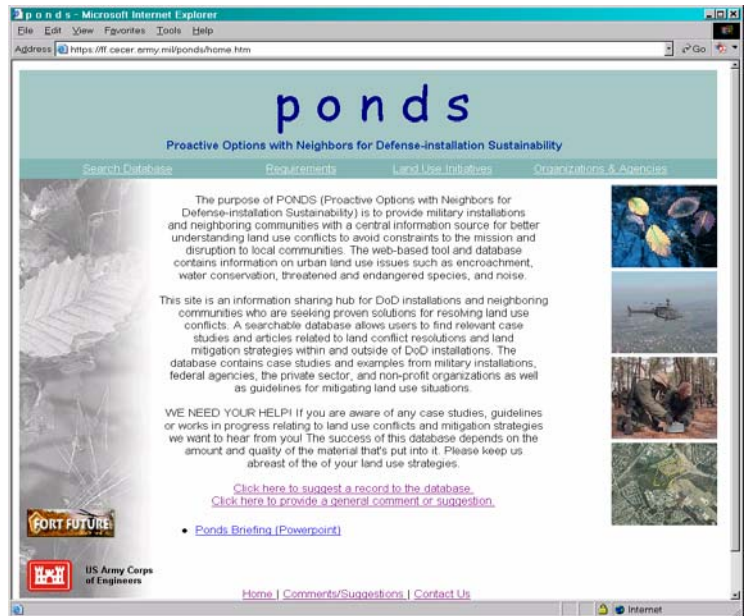 p o n d s - Microsoft Internet Explorer
File Edit View Favorites Tools Help
Address https://ff.cecer.army.mil/ponds/home.htm Go
p o n d s
Proactive Options with Neighbors for Defense-installation Sustainability
Search Database Requirements Land Use Initiatives Organizations & Agencies
The purpose of PONDS (Proactive Options with Neighbors for
Defense-installation Sustainability) is to provide military installations
and neighboring communities with a central information source for better
understanding land use conflicts to avoid constraints to the mission and
disruption to local communities. The web-based tool and database
contains information on urban land use issues such as encroachment,
water conservation, threatened and endangered species, and noise.
This site is an information sharing hub for DoD installations and neighboring
communities who are seeking proven solutions for resolving land use
conflicts. A searchable database allows users to find relevant case
studies and articles related to land conflict resolutions and land
mitigation strategies within and outside of DoD installations. The
database contains case studies and examples from military installations,
federal agencies, the private sector, and non-profit organizations as well
as guidelines for mitigating land use situations.
WE NEED YOUR HELP! If you are aware of any case studies, guidelines
or works in progress relating to land use conflicts and mitigation strategies
we want to hear from you! The success of this database depends on the
amount and quality of the material that's put into it. Please keep us
abreast of the of your land use strategies.
Click here to suggest a record to the database.
Click here to provide a general comment or suggestion.
• Ponds Briefing (Powerpoint)
FORT FUTURE
US Army Corps
of Engineers
Home | Comments/Suggestions | Contact Us
Internet